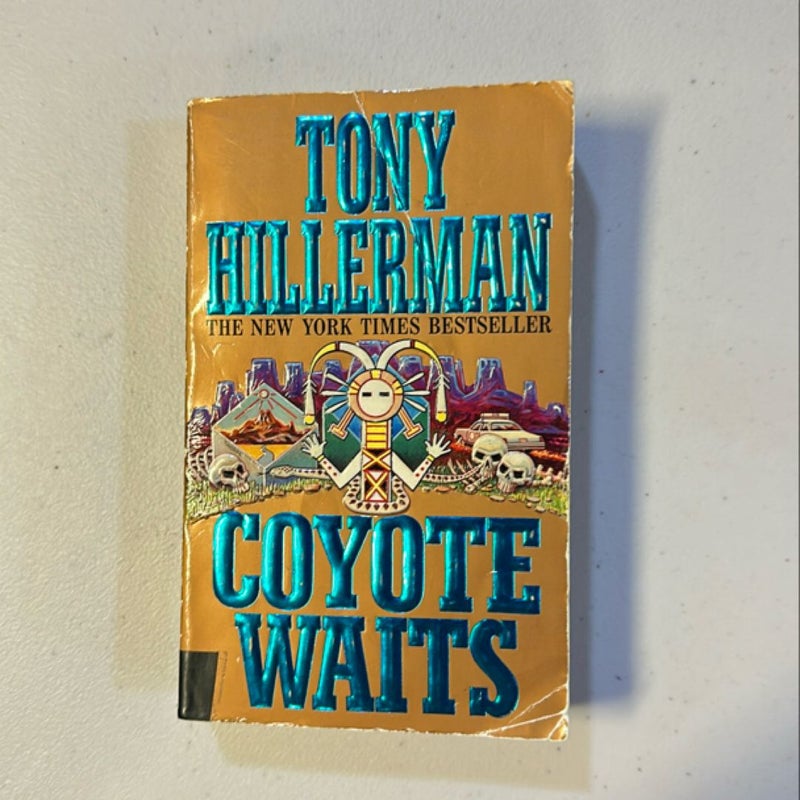 TONY
HILLERMAN
THE NEW YORK TIMES BESTSELLER
COYOTE
WAITS